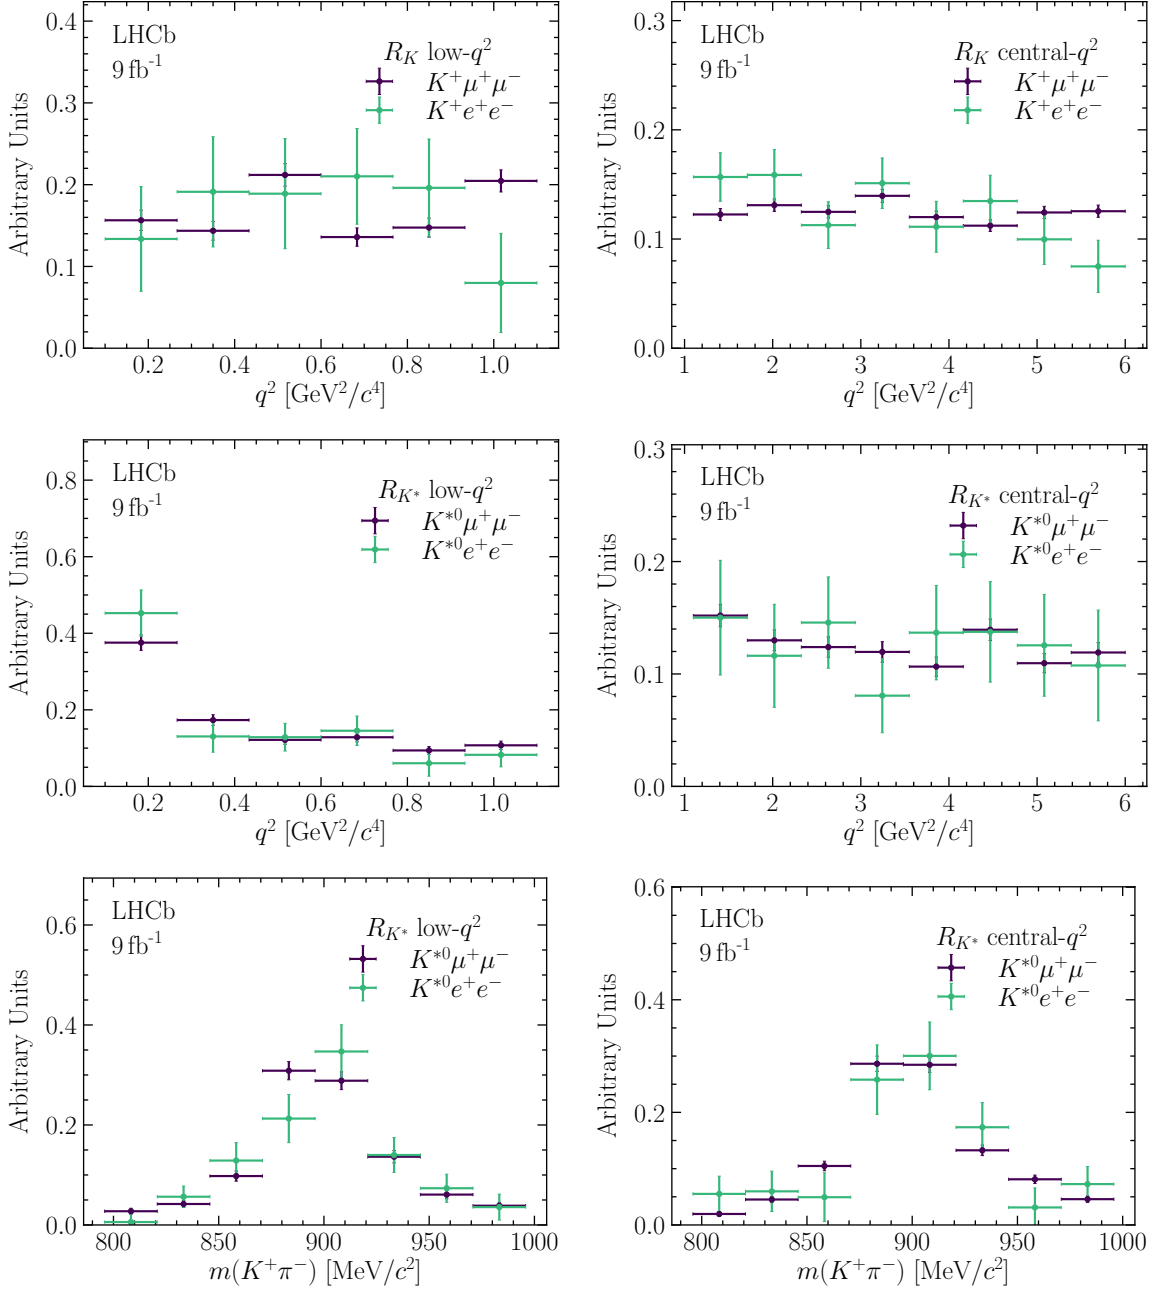 LHCb
9 fb⁻¹
R_K low-q²
K⁺μ⁺μ⁻
K⁺e⁺e⁻
Arbitrary Units
0.4
0.3
0.2
0.1
0.0
0.2 0.4 0.6 0.8 1.0
q² [GeV²/c⁴]
LHCb
9 fb⁻¹
R_K central-q²
K⁺μ⁺μ⁻
K⁺e⁺e⁻
Arbitrary Units
0.3
0.2
0.1
0.0
1 2 3 4 5 6
q² [GeV²/c⁴]
LHCb
9 fb⁻¹
R_K* low-q²
K*⁰μ⁺μ⁻
K*⁰e⁺e⁻
Arbitrary Units
0.8
0.6
0.4
0.2
0.0
0.2 0.4 0.6 0.8 1.0
q² [GeV²/c⁴]
LHCb
9 fb⁻¹
R_K* central-q²
K*⁰μ⁺μ⁻
K*⁰e⁺e⁻
Arbitrary Units
0.3
0.2
0.1
0.0
1 2 3 4 5 6
q² [GeV²/c⁴]
LHCb
9 fb⁻¹
R_K* low-q²
K*⁰μ⁺μ⁻
K*⁰e⁺e⁻
Arbitrary Units
0.6
0.4
0.2
0.0
800 850 900 950 1000
m(K⁺π⁻) [MeV/c²]
LHCb
9 fb⁻¹
R_K* central-q²
K*⁰μ⁺μ⁻
K*⁰e⁺e⁻
Arbitrary Units
0.6
0.4
0.2
0.0
800 850 900 950 1000
m(K⁺π⁻) [MeV/c²]